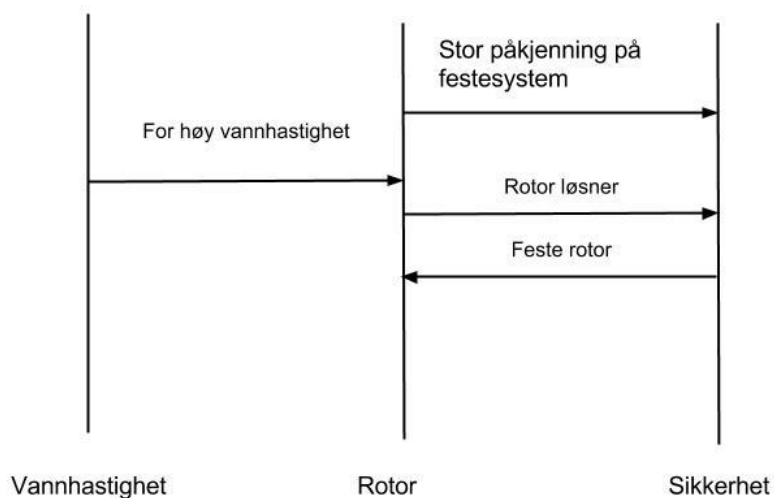 Stor påkjenning på
festesystem
For høy vannhastighet
Rotor løsner
Feste rotor
Vannhastighet
Rotor
Sikkerhet